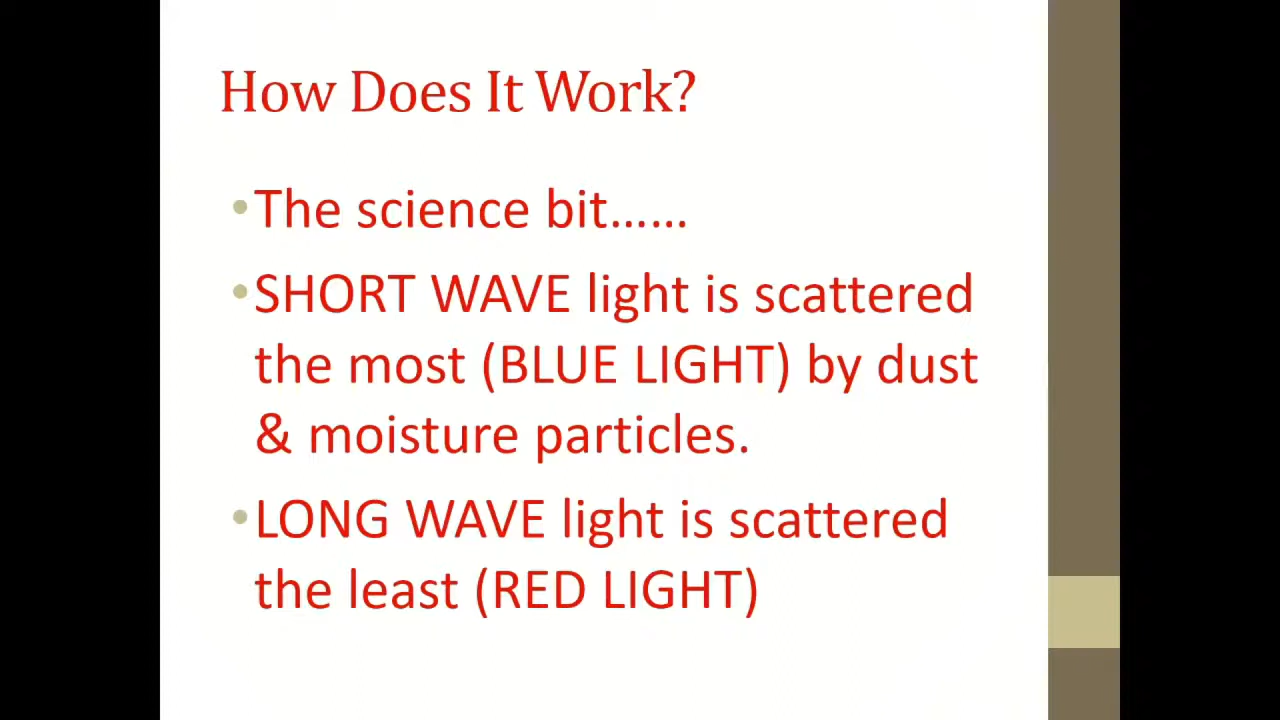 How Does It Work?
•The science bit……
•SHORT WAVE light is scattered
the most (BLUE LIGHT) by dust
& moisture particles.
•LONG WAVE light is scattered
the least (RED LIGHT)